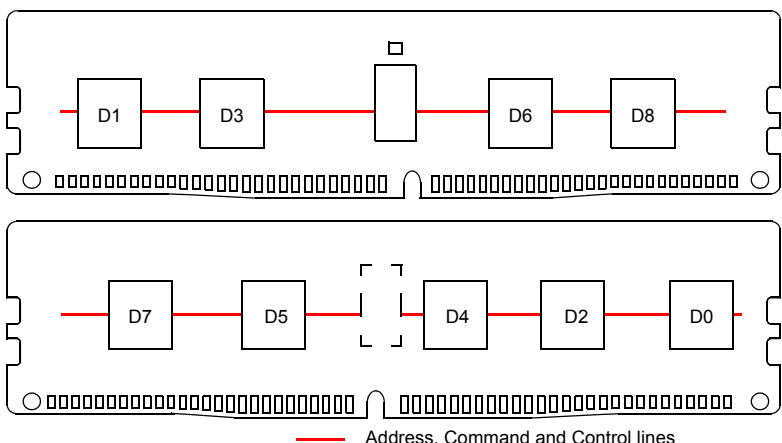 D1 D3 D6 D8
D7 D5 D4 D2 D0
Address, Command and Control lines